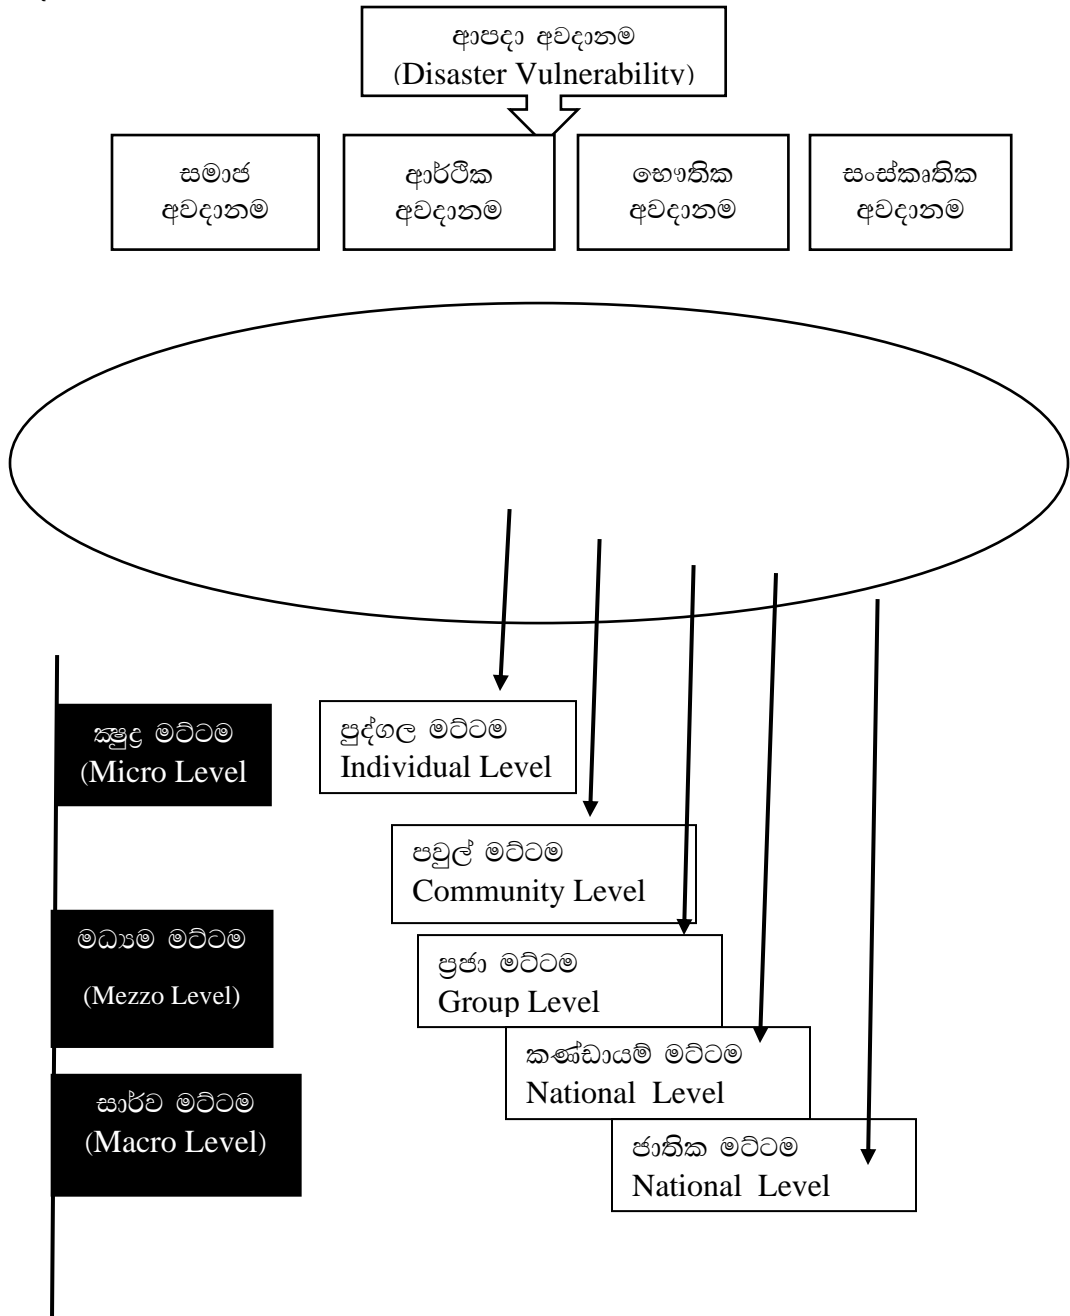 ආපදා අවදානම
(Disaster Vulnerability)
සමාජ
අවදානම
ආර්ථික
අවදානම
භෞතික
අවදානම
සංස්කෘතික
අවදානම
ක්‍ෂුද්‍ර මට්ටම
(Micro Level
පුද්ගල මට්ටම
Individual Level
පවුල් මට්ටම
Community Level
මධ්‍යම මට්ටම
(Mezzo Level)
ප්‍රජා මට්ටම
Group Level
කණ්ඩායම් මට්ටම
National Level
සාර්ව මට්ටම
(Macro Level)
ජාතික මට්ටම
National Level